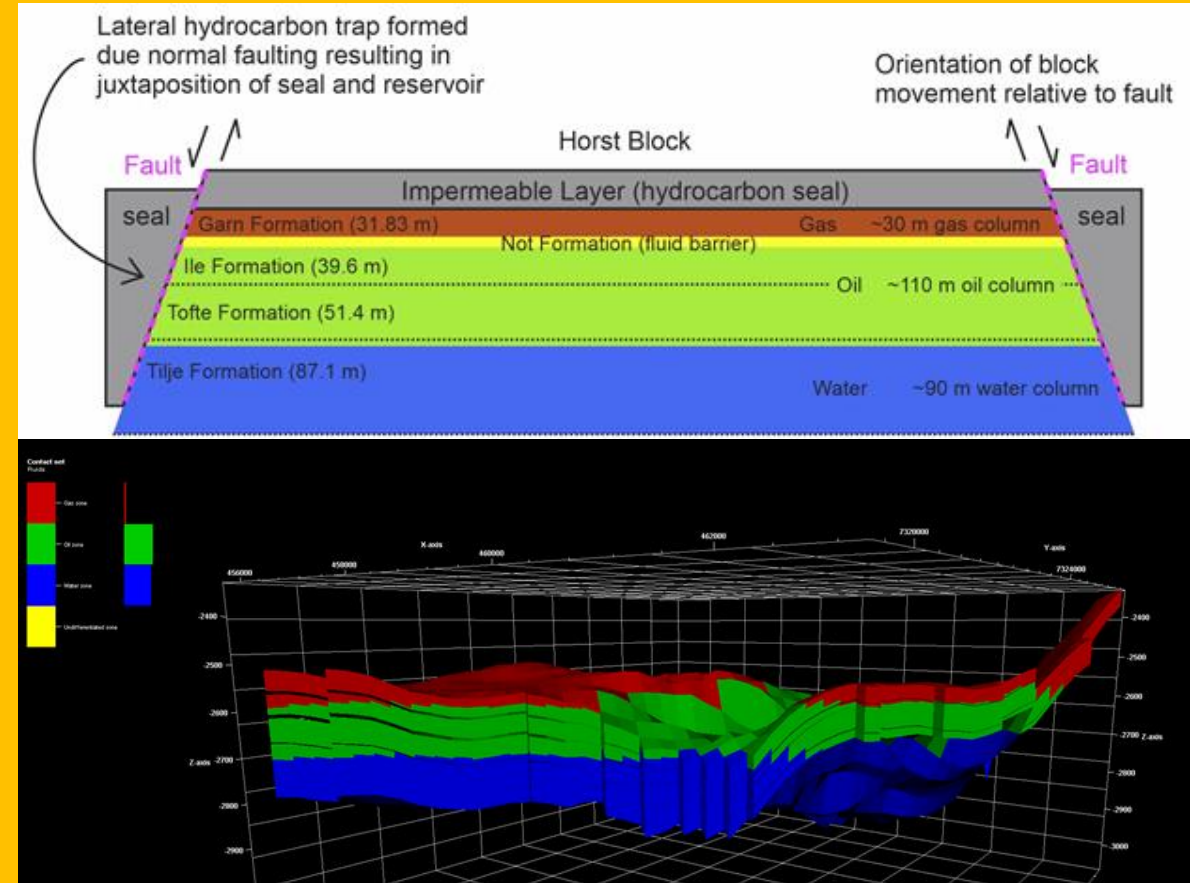 Lateral hydrocarbon trap formed
due normal faulting resulting in
juxtaposition of seal and reservoir
Orientation of block
movement relative to fault
Horst Block
Fault
Fault
Impermeable Layer (hydrocarbon seal)
seal
seal
Garn Formation (31.83 m)
Gas ~30 m gas column
Not Formation (fluid barrier)
Ile Formation (39.6 m)
Oil ~110 m oil column
Tofte Formation (51.4 m)
Tilje Formation (87.1 m)
Water ~90 m water column
Contact set
Fluids
Gas zone
Oil zone
Water zone
Undifferentiated zone
X-axis
Y-axis
456000
458000
460000
462000
7320000
7324000
-2400
-2500
-2600
Z-axis -2700
-2800
-2900
-2400
-2500
-2600
-2700 Z-axis
-2800
-2900
-3000